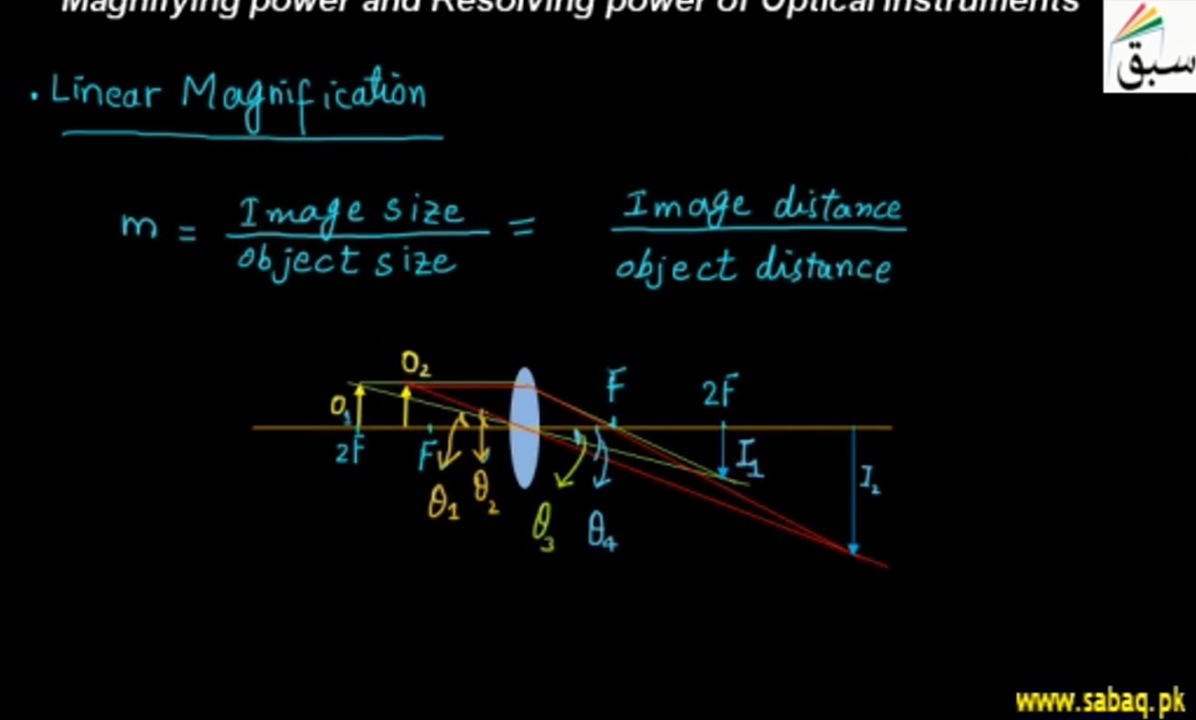 Magnifying power and Resolving power of Optical Instruments
سبق
. Linear Magnification
m = Image size / object size = Image distance / object distance
O₂
F
2F
O₁
2F
F
I₁
I₂
θ₁
θ₂
θ₃
θ₄
www.sabaq.pk